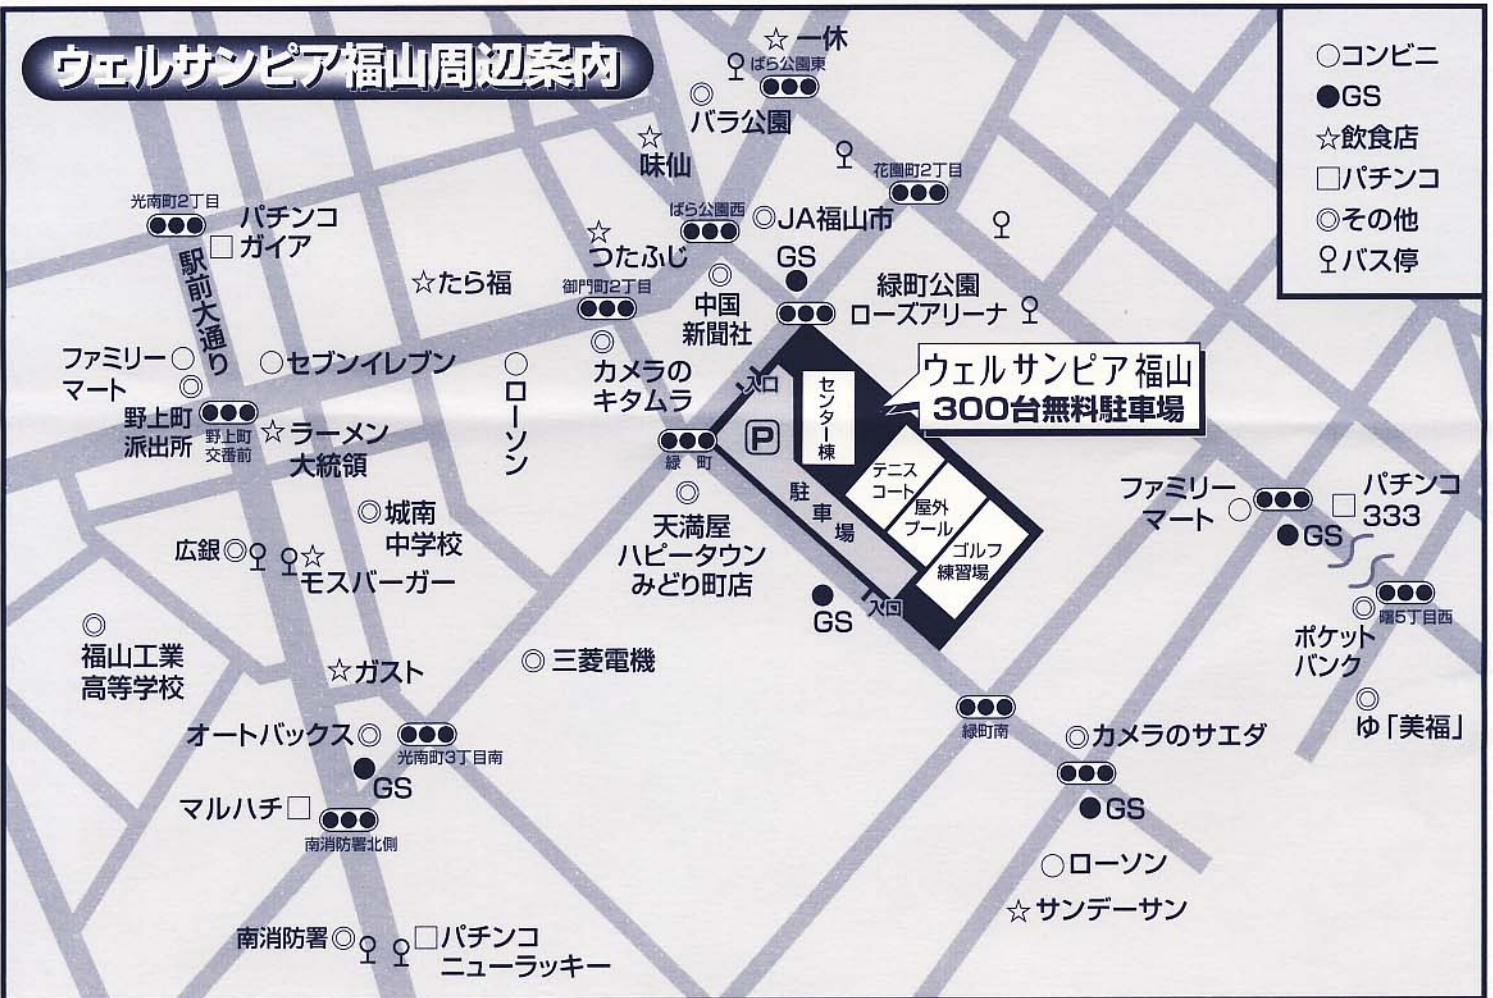 ウェルサンピア福山周辺案内
○コンビニ
●GS
☆飲食店
□パチンコ
◎その他
バス停
☆一休
ばら公園東
◎
バラ公園
☆
味仙
花園町2丁目
光南町2丁目
パチンコ
□ガイア
駅前大通り
ばら公園西
◎JA福山市
GS
●
☆
つたふじ
☆たら福
御門町2丁目
◎
中国
新聞社
緑町公園
ローズアリーナ
ファミリー○
マート
◎
野上町
派出所
○セブンイレブン
○
ローソン
◎
カメラの
キタムラ
入口
センター棟
ウェルサンピア福山
300台無料駐車場
野上町
交番前
☆ラーメン
大統領
緑町
P
駐車場
テニス
コート
屋外
プール
ゴルフ
練習場
◎城南
中学校
◎
天満屋
ハピータウン
みどり町店
広銀◎
☆
モスバーガー
●
GS
入口
ファミリー
マート○
パチンコ
□333
●GS
曙5丁目西
◎
ポケット
バンク
◎
ゆ「美福」
◎
福山工業
高等学校
☆ガスト
◎三菱電機
オートバックス◎
光南町3丁目南
●
GS
マルハチ□
南消防署北側
緑町南
◎カメラのサエダ
●GS
○ローソン
☆サンデーサン
南消防署◎
□パチンコ
ニューラッキー